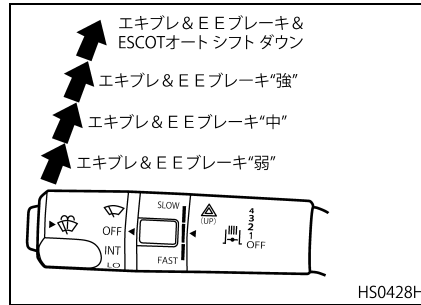 エキブレ&EEブレーキ&
ESCOTオート シフト ダウン
エキブレ&EEブレーキ“強”
エキブレ&EEブレーキ“中”
エキブレ&EEブレーキ“弱”
SLOW
OFF
INT
LO
FAST
(UP)
4
3
2
1
OFF
HS0428H